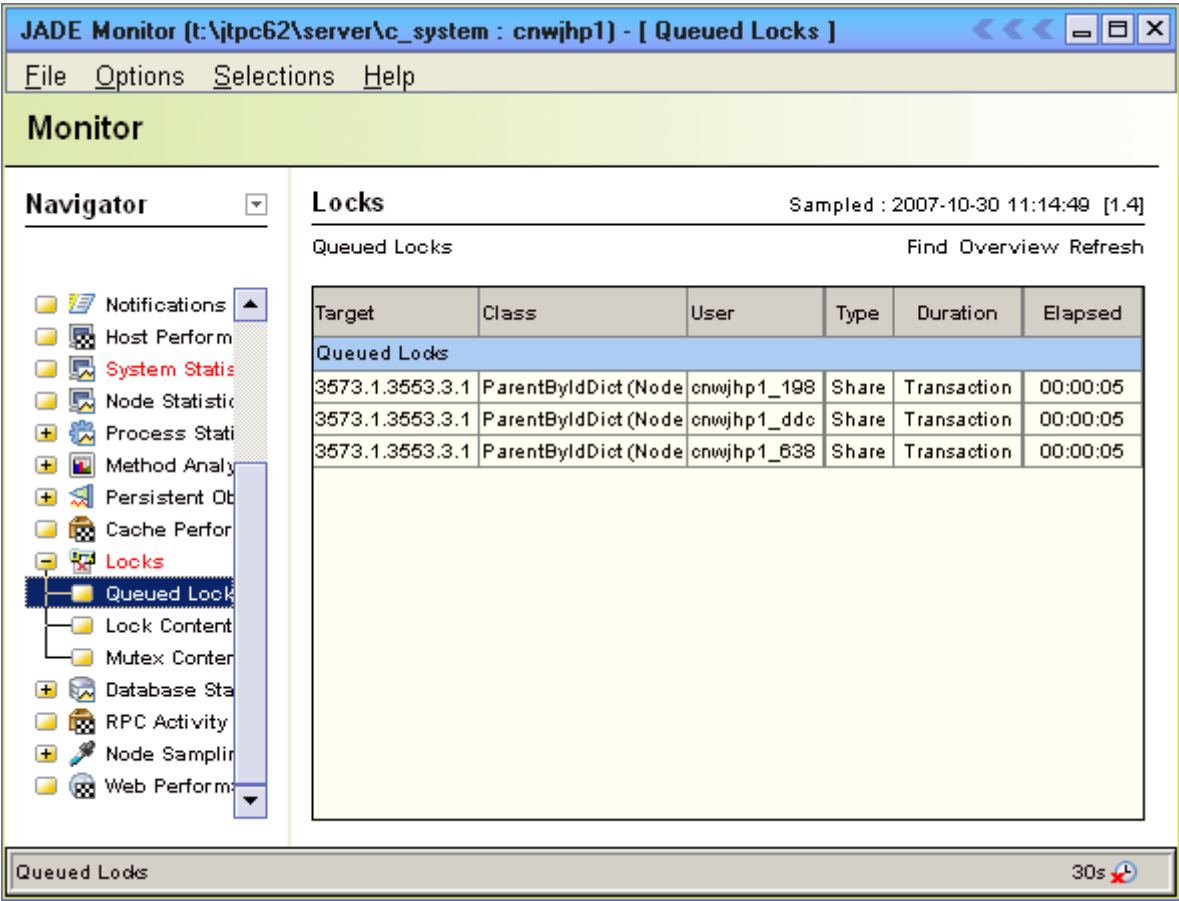 JADE Monitor (t:\jtpc62\server\c_system : cnwjhp1) - [ Queued Locks ]
File Options Selections Help
Monitor
Navigator
Notifications
Host Perform
System Statis
Node Statistic
Process Stati
Method Analy
Persistent Ob
Cache Perfor
Locks
Queued Lock
Lock Content
Mutex Conten
Database Sta
RPC Activity
Node Samplin
Web Perform
Locks
Sampled : 2007-10-30 11:14:49 [1.4]
Queued Locks
Find Overview Refresh
Target Class User Type Duration Elapsed
Queued Locks
3573.1.3553.3.1 ParentByIdDict (Node cnwjhp1_198 Share Transaction 00:00:05
3573.1.3553.3.1 ParentByIdDict (Node cnwjhp1_ddc Share Transaction 00:00:05
3573.1.3553.3.1 ParentByIdDict (Node cnwjhp1_638 Share Transaction 00:00:05
Queued Locks
30s